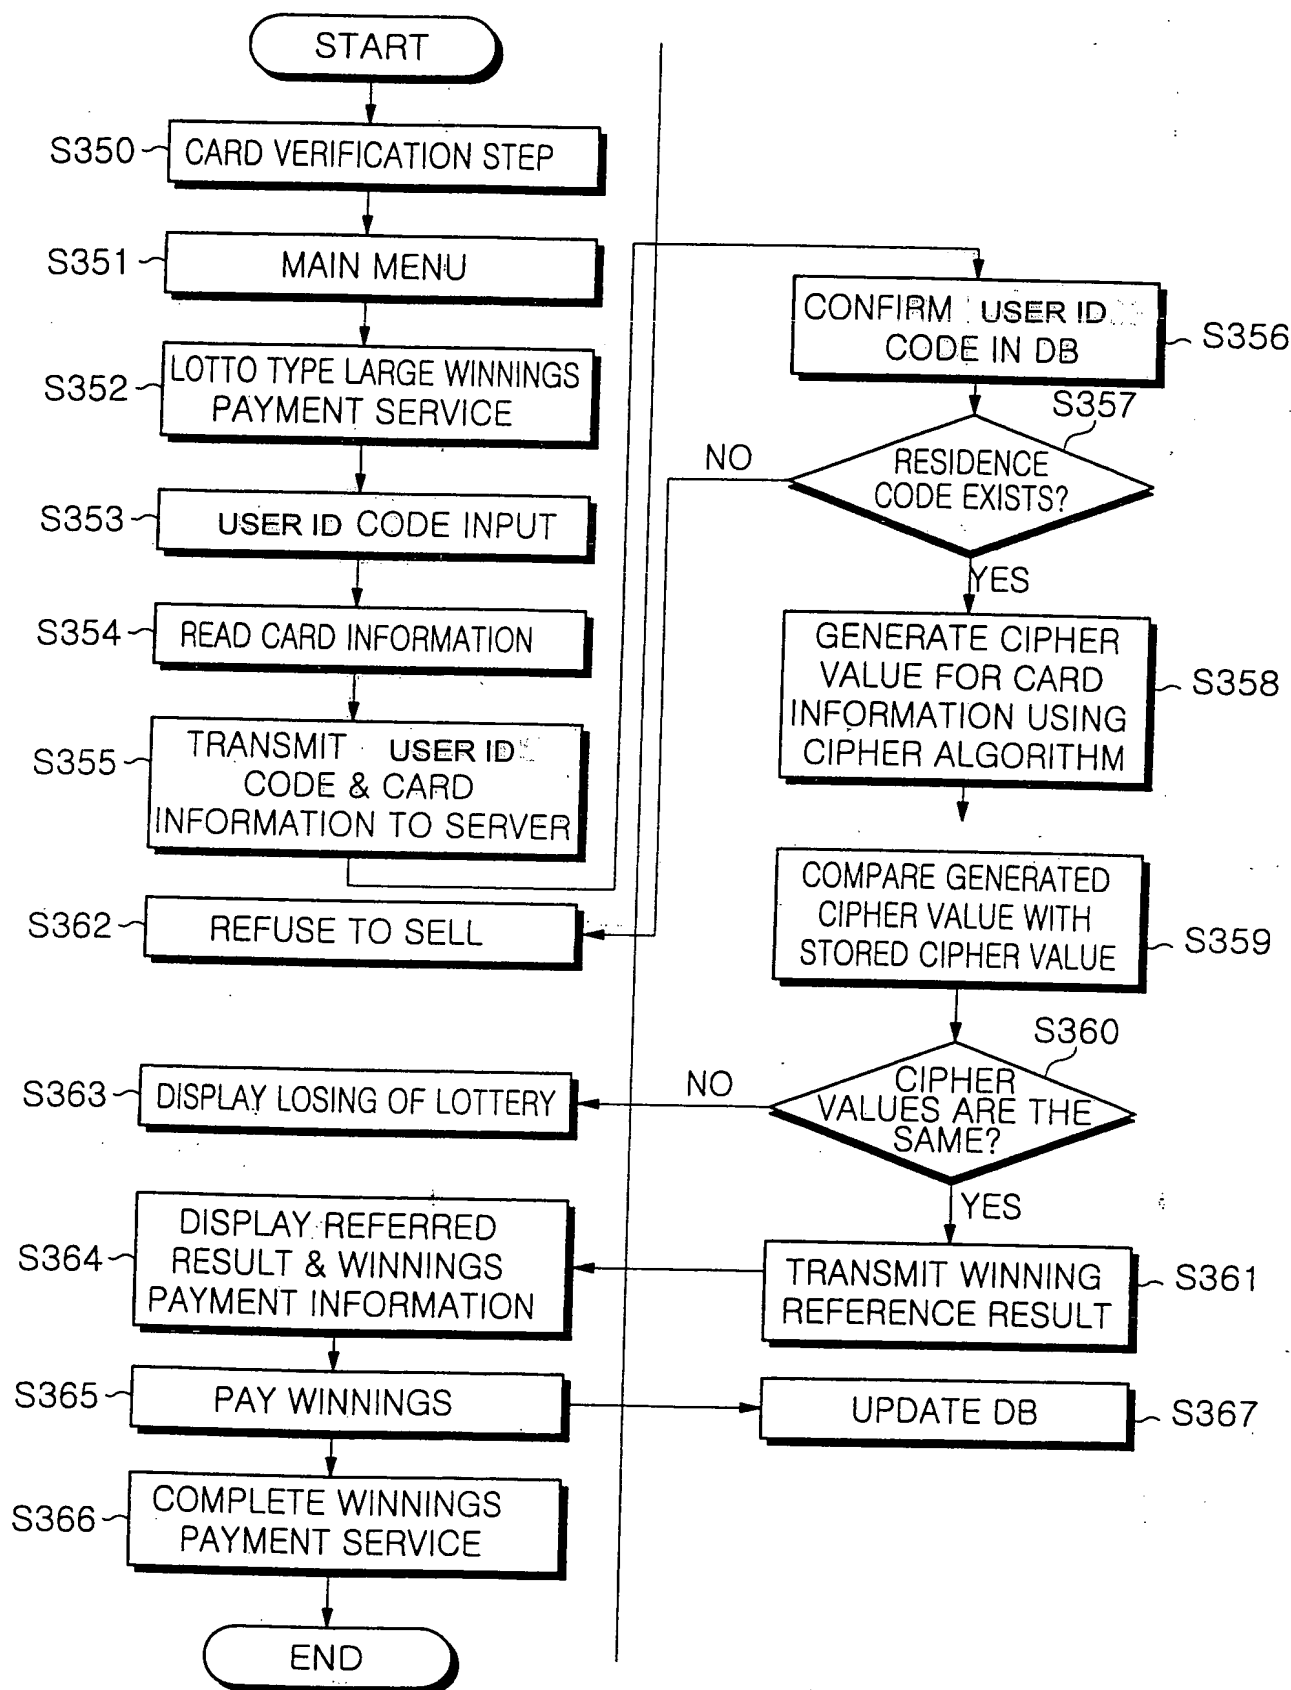 START
S350
CARD VERIFICATION STEP
S351
MAIN MENU
S352
LOTTO TYPE LARGE WINNINGS
PAYMENT SERVICE
S353
USER ID CODE INPUT
S354
READ CARD INFORMATION
S355
TRANSMIT USER ID
CODE & CARD
INFORMATION TO SERVER
S362
REFUSE TO SELL
S363
DISPLAY LOSING OF LOTTERY
S364
DISPLAY REFERRED
RESULT & WINNINGS
PAYMENT INFORMATION
S365
PAY WINNINGS
S366
COMPLETE WINNINGS
PAYMENT SERVICE
END
CONFIRM USER ID
CODE IN DB
S356
S357
RESIDENCE
CODE EXISTS?
NO
YES
GENERATE CIPHER
VALUE FOR CARD
INFORMATION USING
CIPHER ALGORITHM
S358
COMPARE GENERATED
CIPHER VALUE WITH
STORED CIPHER VALUE
S359
S360
CIPHER
VALUES ARE THE
SAME?
NO
YES
TRANSMIT WINNING
REFERENCE RESULT
S361
UPDATE DB
S367